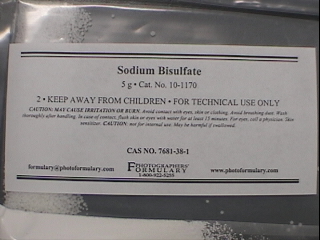 Sodium Bisulfate
5 g • Cat. No. 10-1170
2 • KEEP AWAY FROM CHILDREN • FOR TECHNICAL USE ONLY
CAUTION: MAY CAUSE IRRITATION OR BURN. Avoid contact with eyes, skin or clothing. Avoid breathing dust. Wash
thoroughly after handling. In case of contact, flush skin or eyes with water for at least 15 minutes. For eyes, call a physician. Skin
sensitizer. CAUTION: not for internal use. May be harmful if swallowed.
CAS NO. 7681-38-1
formulary@photoformulary.com
PHOTOGRAPHERS'
FORMULARY
1-800-922-5255
www.photoformulary.com